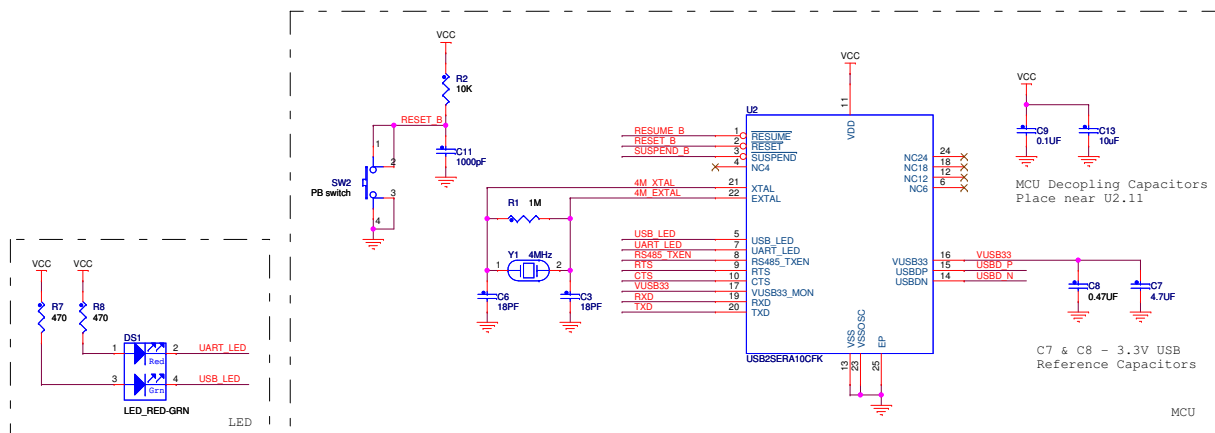 VCC
R2
10K
RESET_B
C11
1000pF
1
2
3
4
SW2
PB switch
VCC
11
VDD
U2
RESUME_B
1
RESUME
RESET_B
2
RESET
SUSPEND_B
3
SUSPEND
4
NC4
4M_XTAL
21
XTAL
4M_EXTAL
22
EXTAL
R1 1M
Y1 4MHz
1
2
C6
18PF
C3
18PF
USB_LED
5
USB_LED
UART_LED
7
UART_LED
RS485_TXEN
8
RS485_TXEN
RTS
9
RTS
CTS
10
CTS
VUSB33
17
VUSB33_MON
RXD
19
RXD
TXD
20
TXD
NC24
24
NC18
18
NC12
12
NC6
6
VUSB33
16
VUSB33
USBDP
15
USBD_P
USBDN
14
USBD_N
VSS
VSSOSC
EP
13
23
25
USB2SERA10CFK
VCC
C9
0.1UF
C13
10uF
MCU Decopling Capacitors
Place near U2.11
C8
0.47UF
C7
4.7UF
C7 & C8 - 3.3V USB
Reference Capacitors
MCU
VCC
VCC
R7
470
R8
470
DS1
1
Red
2
UART_LED
3
Grn
4
USB_LED
LED_RED-GRN
LED